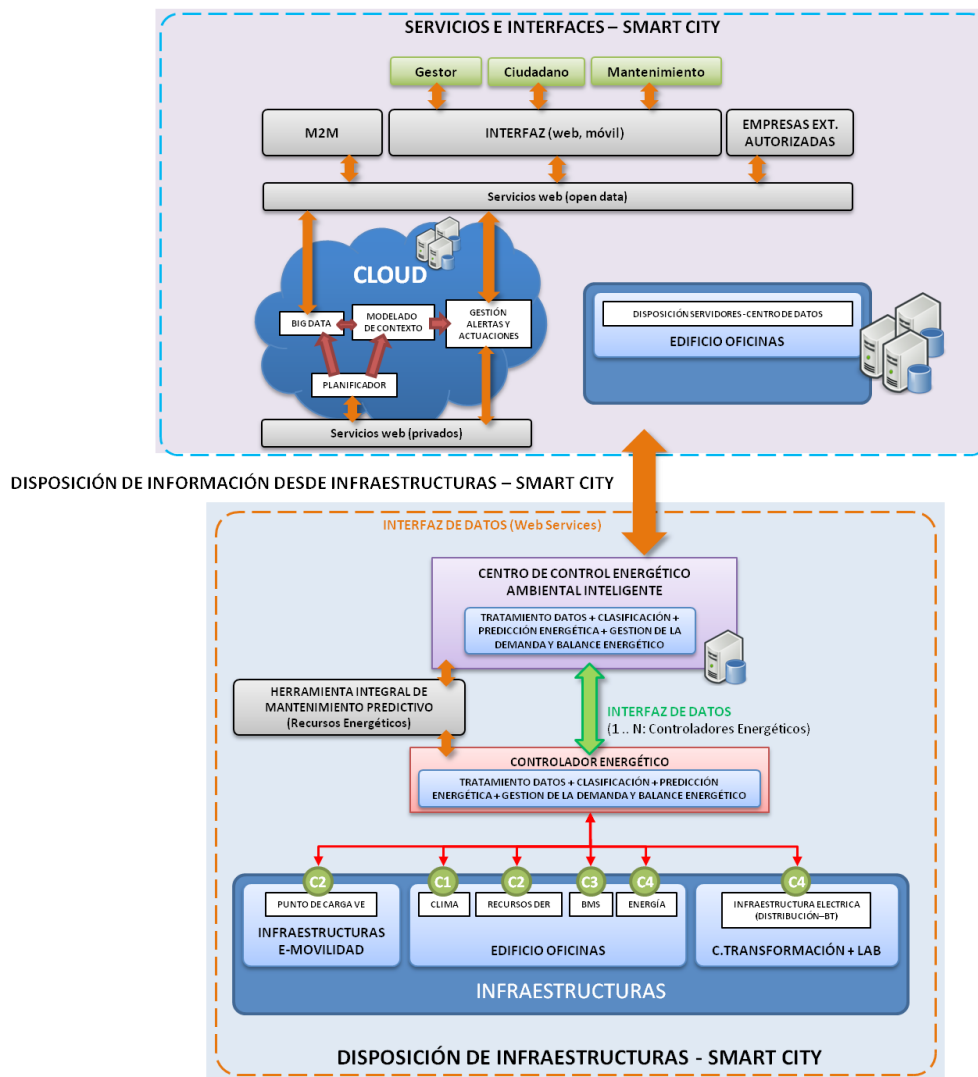 SERVICIOS E INTERFACES – SMART CITY
Gestor
Ciudadano
Mantenimiento
M2M
INTERFAZ (web, móvil)
EMPRESAS EXT.
AUTORIZADAS
Servicios web (open data)
CLOUD
BIG DATA
MODELADO
DE CONTEXTO
GESTIÓN
ALERTAS Y
ACTUACIONES
PLANIFICADOR
Servicios web (privados)
DISPOSICIÓN SERVIDORES-CENTRO DE DATOS
EDIFICIO OFICINAS
DISPOSICIÓN DE INFORMACIÓN DESDE INFRAESTRUCTURAS – SMART CITY
INTERFAZ DE DATOS (Web Services)
CENTRO DE CONTROL ENERGÉTICO
AMBIENTAL INTELIGENTE
TRATAMIENTO DATOS + CLASIFICACIÓN +
PREDICCIÓN ENERGÉTICA + GESTION DE LA
DEMANDA Y BALANCE ENERGÉTICO
HERRAMIENTA INTEGRAL DE
MANTENIMIENTO PREDICTIVO
(Recursos Energéticos)
INTERFAZ DE DATOS
(1 .. N: Controladores Energéticos)
CONTROLADOR ENERGÉTICO
TRATAMIENTO DATOS + CLASIFICACIÓN + PREDICCIÓN
ENERGÉTICA + GESTION DE LA DEMANDA Y BALANCE ENERGÉTICO
C2
C1
C2
C3
C4
C4
PUNTO DE CARGA VE
CLIMA
RECURSOS DER
BMS
ENERGÍA
INFRAESTRUCTURA ELECTRICA
(DISTRIBUCIÓN–BT)
INFRAESTRUCTURAS
E-MOVILIDAD
EDIFICIO OFICINAS
C.TRANSFORMACIÓN + LAB
INFRAESTRUCTURAS
DISPOSICIÓN DE INFRAESTRUCTURAS - SMART CITY